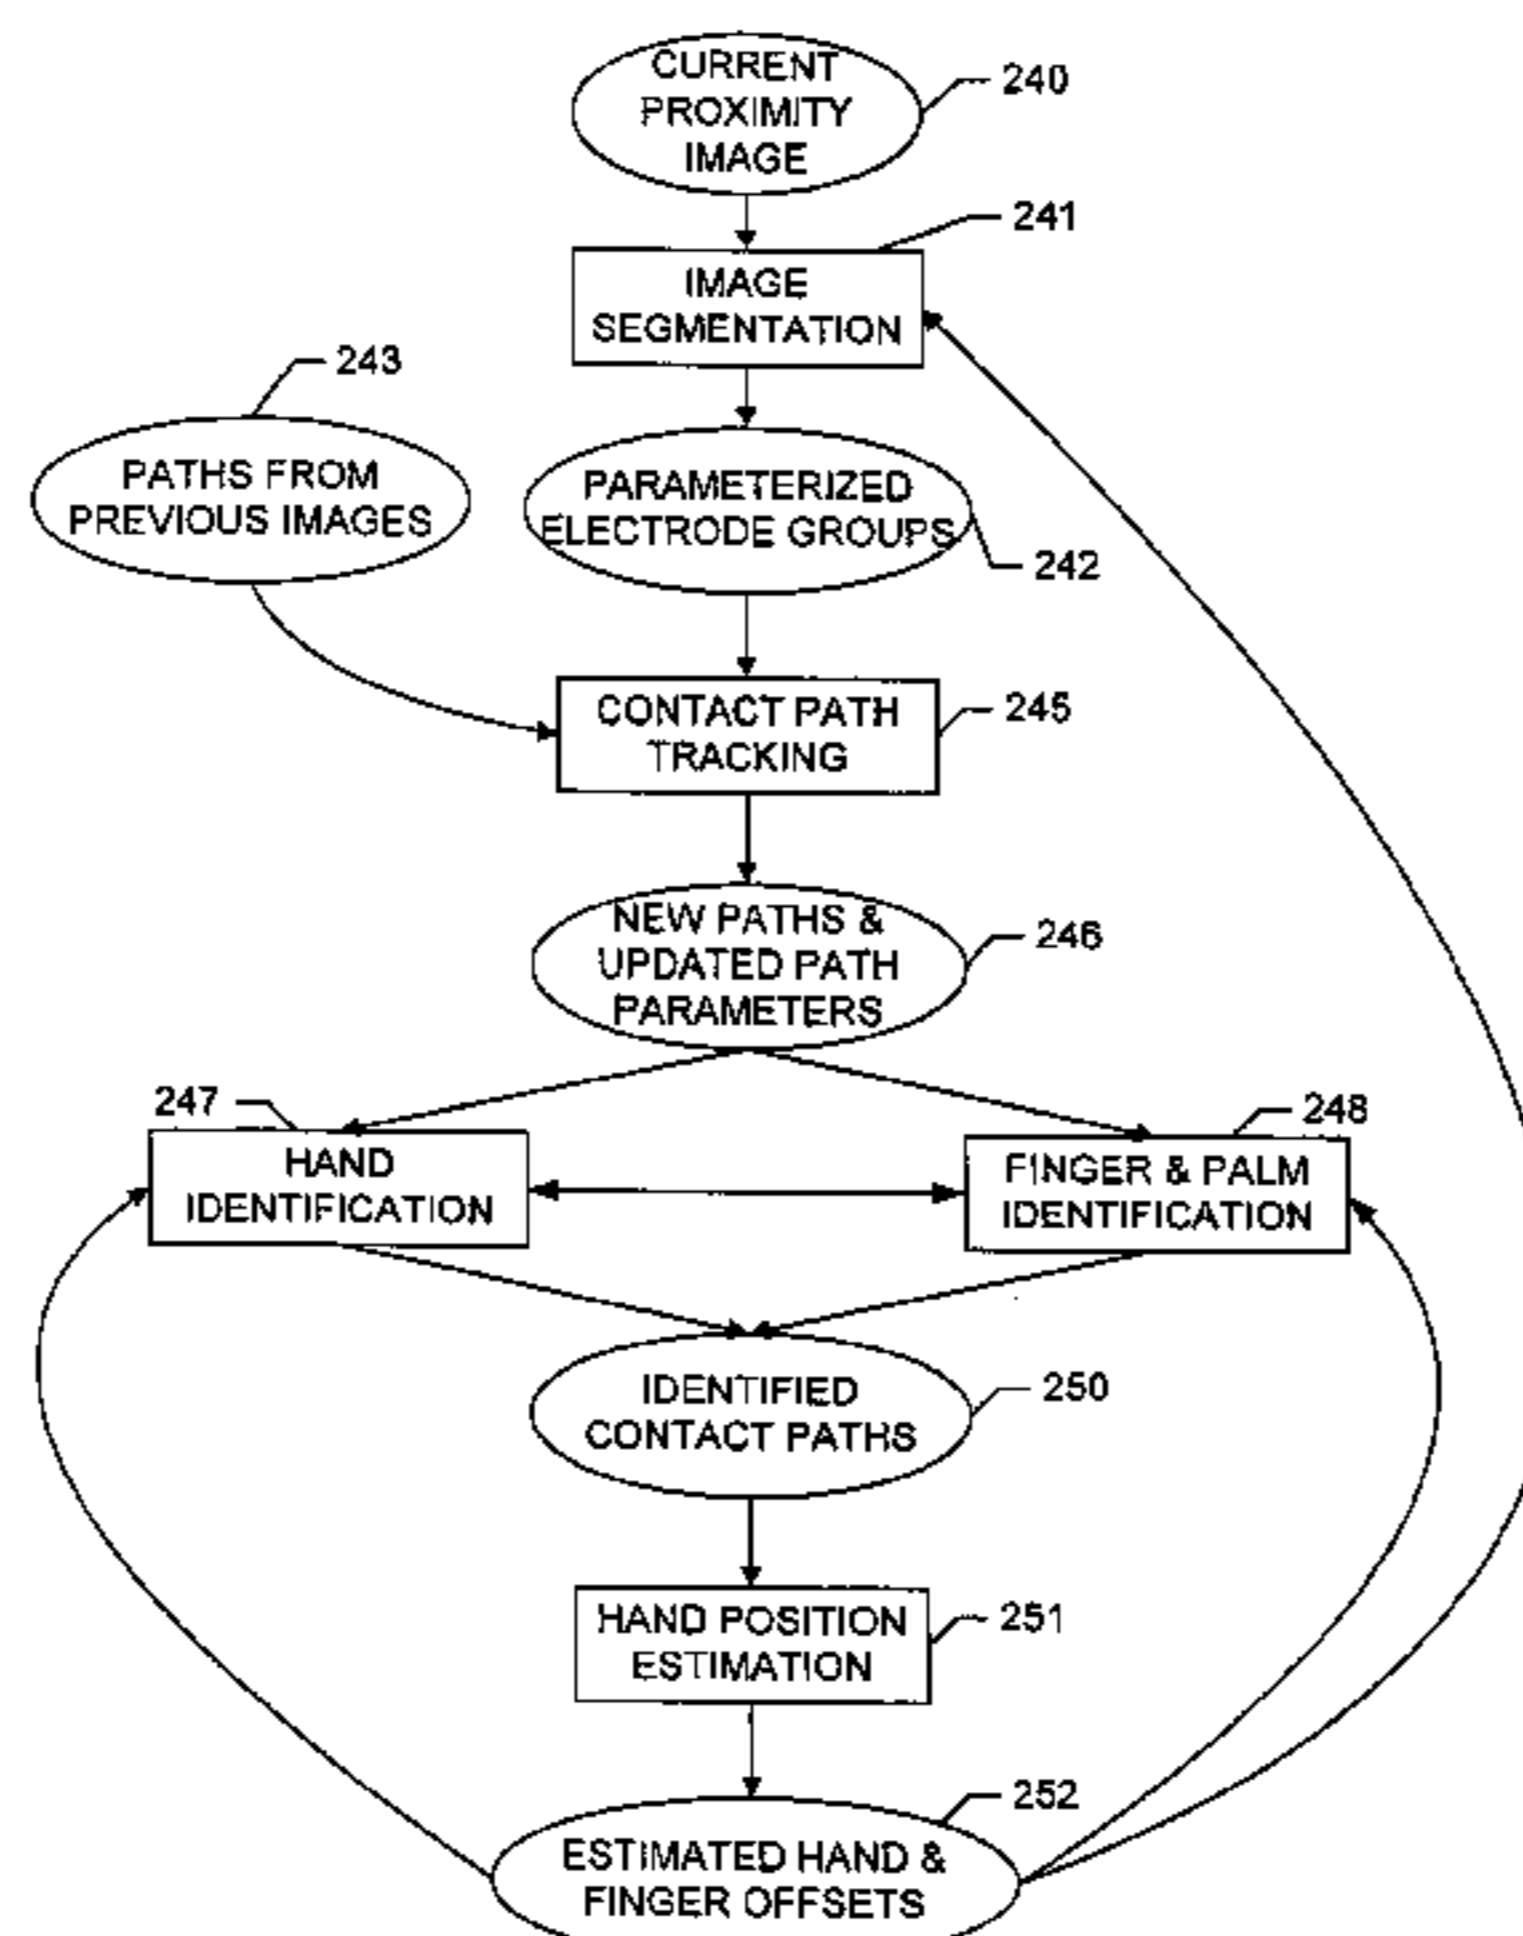 CURRENT
PROXIMITY
IMAGE
240
241
IMAGE
SEGMENTATION
243
PATHS FROM
PREVIOUS IMAGES
PARAMETERIZED
ELECTRODE GROUPS
242
CONTACT PATH
TRACKING
245
NEW PATHS &
UPDATED PATH
PARAMETERS
246
247
HAND
IDENTIFICATION
248
FINGER & PALM
IDENTIFICATION
IDENTIFIED
CONTACT PATHS
250
HAND POSITION
ESTIMATION
251
252
ESTIMATED HAND &
FINGER OFFSETS